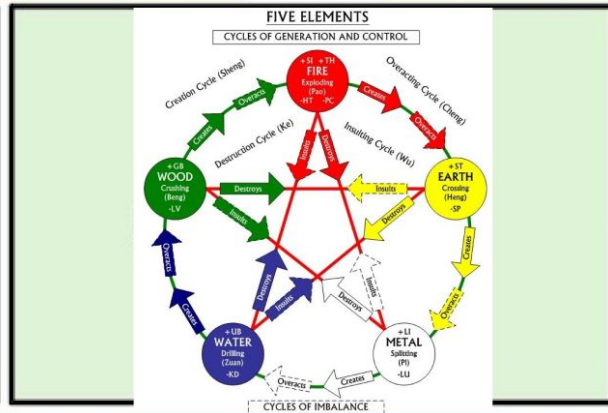 FIVE ELEMENTS
CYCLES OF GENERATION AND CONTROL
Creation Cycle (Sheng)
Overacting Cycle (Cheng)
Destruction Cycle (Ke)
Insulting Cycle (Wu)
+SI +TH
FIRE
Exploding
(Pao)
-HT -PC
Creates
Overacts
Creates
Overacts
Insults
Destroys
+GB
WOOD
Crushing
(Beng)
-LV
Destroys
Insults
+ST
EARTH
Crossing
(Heng)
-SP
Insults
Destroys
Overacts
Creates
Destroys
Insults
Destroys
Insults
Creates
Overacts
+UB
WATER
Drilling
(Zuan)
-KD
+LI
METAL
Splitting
(Pi)
-LU
Overacts
Creates
CYCLES OF IMBALANCE